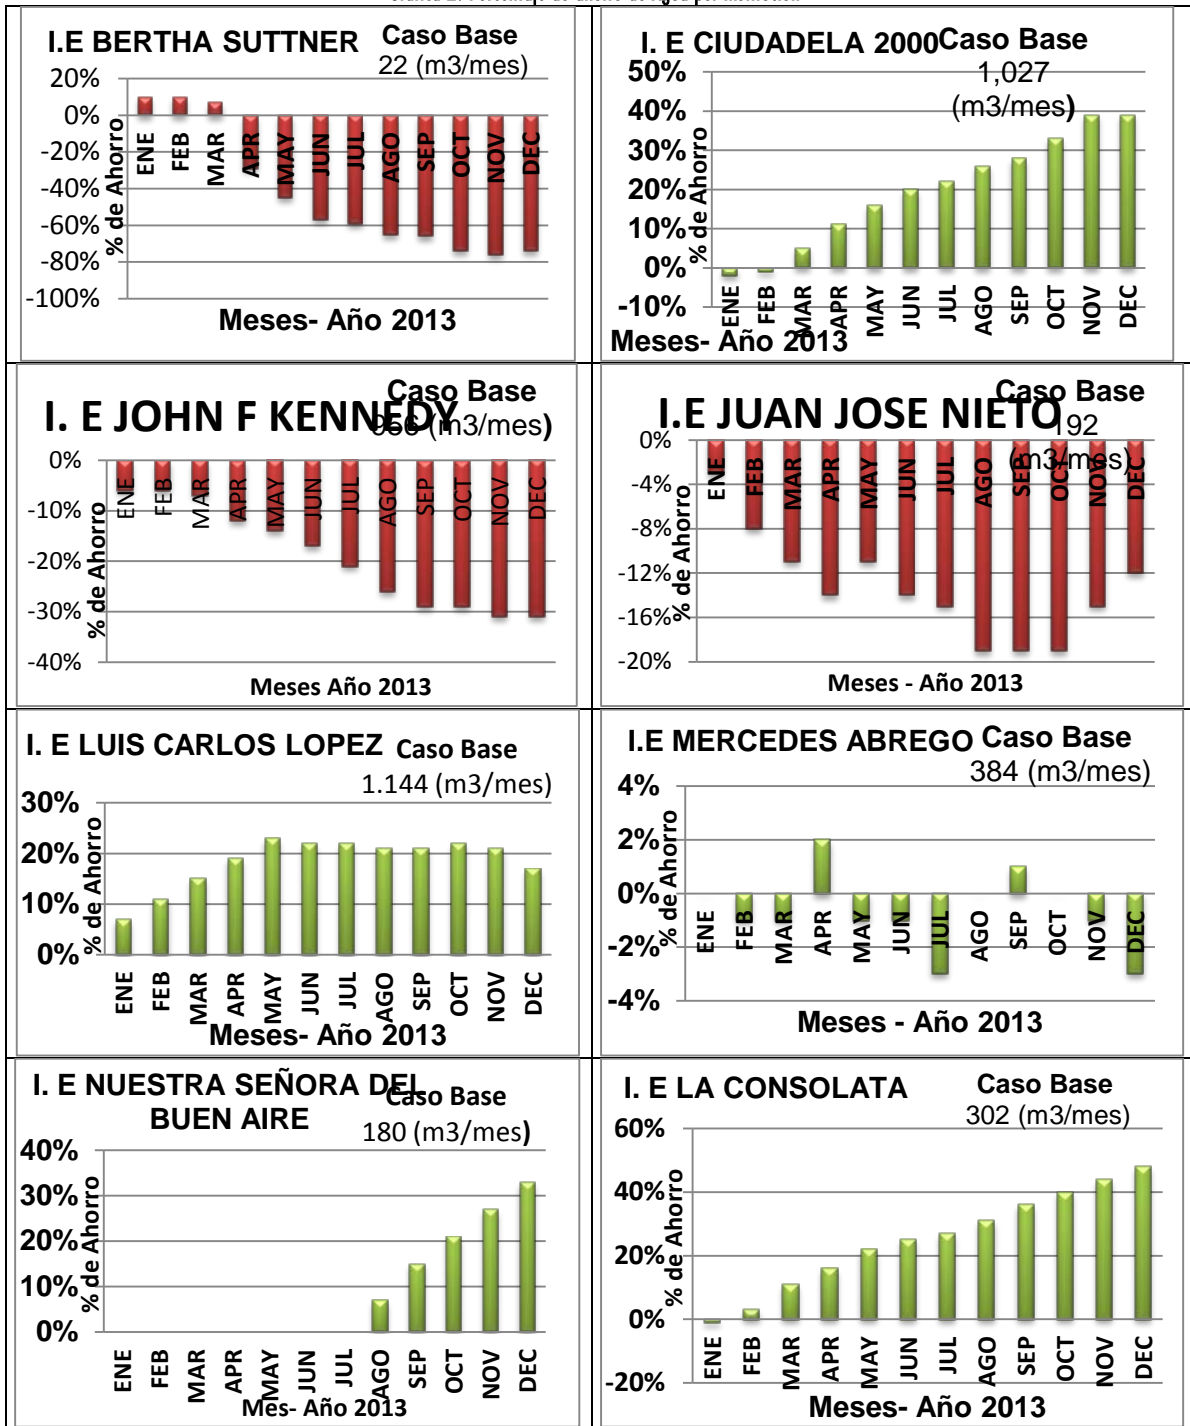 I.E BERTHA SUTTNER
Caso Base
22 (m3/mes)
20%
0%
-20%
-40%
-60%
-80%
-100%
% de Ahorro
ENE FEB MAR APR MAY JUN JUL AGO SEP OCT NOV DEC
Meses- Año 2013
I. E CIUDADELA 2000
Caso Base
1,027
(m3/mes)
50%
40%
30%
20%
10%
0%
-10%
% de Ahorro
ENE FEB MAR APR MAY JUN JUL AGO SEP OCT NOV DEC
Meses- Año 2013
I. E JOHN F KENNEDY
Caso Base
(m3/mes)
0%
-10%
-20%
-30%
-40%
% de Ahorro
ENE FEB MAR APR MAY JUN JUL AGO SEP OCT NOV DEC
Meses Año 2013
I.E JUAN JOSE NIETO
Caso Base
192
(m3/mes)
0%
-4%
-8%
-12%
-16%
-20%
% de Ahorro
ENE FEB MAR APR MAY JUN JUL AGO SEP OCT NOV DEC
Meses - Año 2013
I. E LUIS CARLOS LOPEZ
Caso Base
1.144 (m3/mes)
30%
20%
10%
0%
% de Ahorro
ENE FEB MAR APR MAY JUN JUL AGO SEP OCT NOV DEC
Meses- Año 2013
I.E MERCEDES ABREGO
Caso Base
384 (m3/mes)
4%
2%
0%
-2%
-4%
% de Ahorro
ENE FEB MAR APR MAY JUN JUL AGO SEP OCT NOV DEC
Meses - Año 2013
I. E NUESTRA SEÑORA DEL
BUEN AIRE
Caso Base
180 (m3/mes)
40%
30%
20%
10%
0%
% de Ahorro
ENE FEB MAR APR MAY JUN JUL AGO SEP OCT NOV DEC
Mes- Año 2013
I. E LA CONSOLATA
Caso Base
302 (m3/mes)
60%
40%
20%
0%
-20%
% de Ahorro
ENE FEB MAR APR MAY JUN JUL AGO SEP OCT NOV DEC
Meses- Año 2013